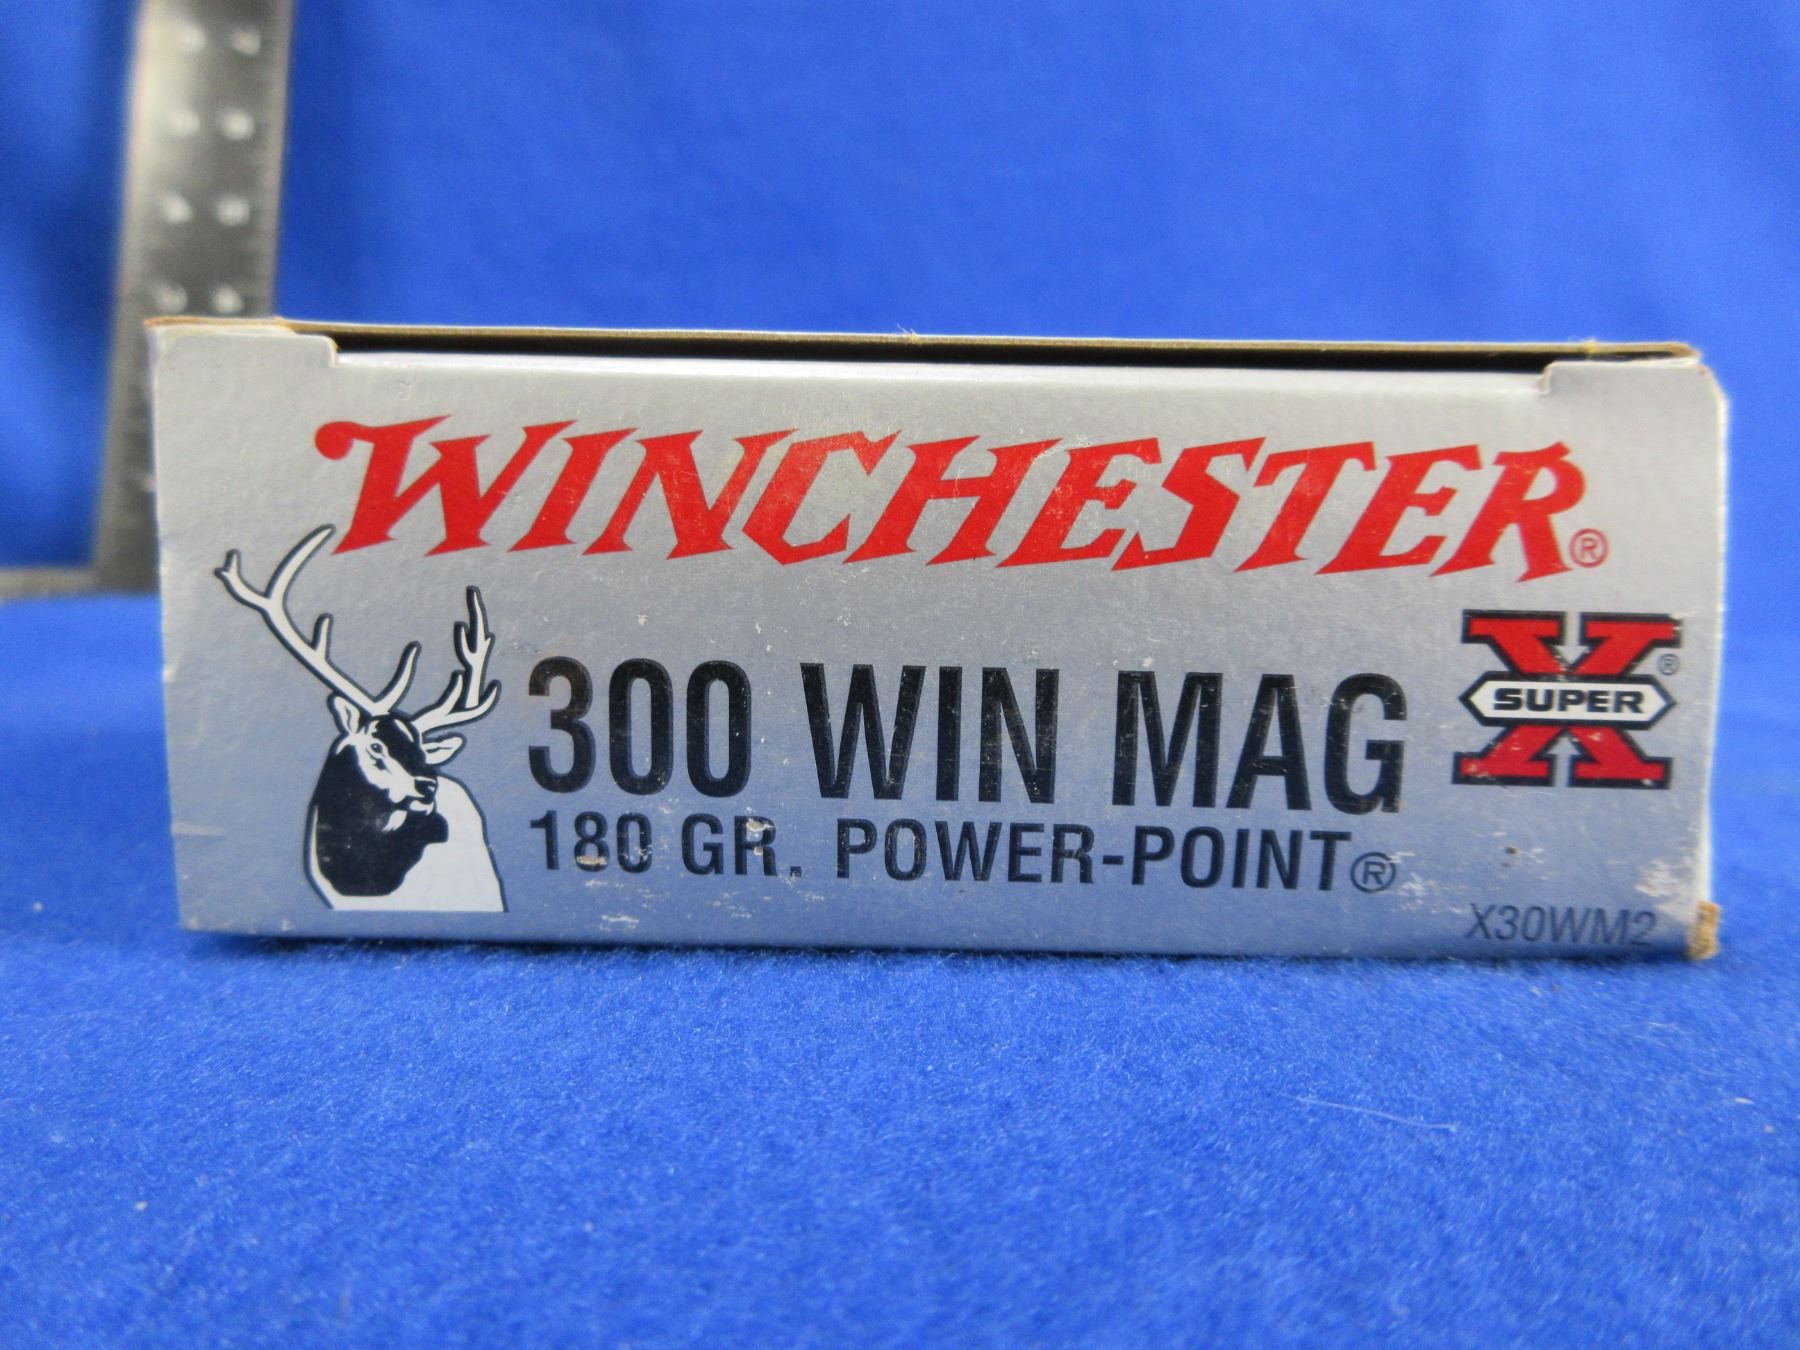 WINCHESTER®
300 WIN MAG
180 GR. POWER-POINT®
X SUPER ®
X30WM2